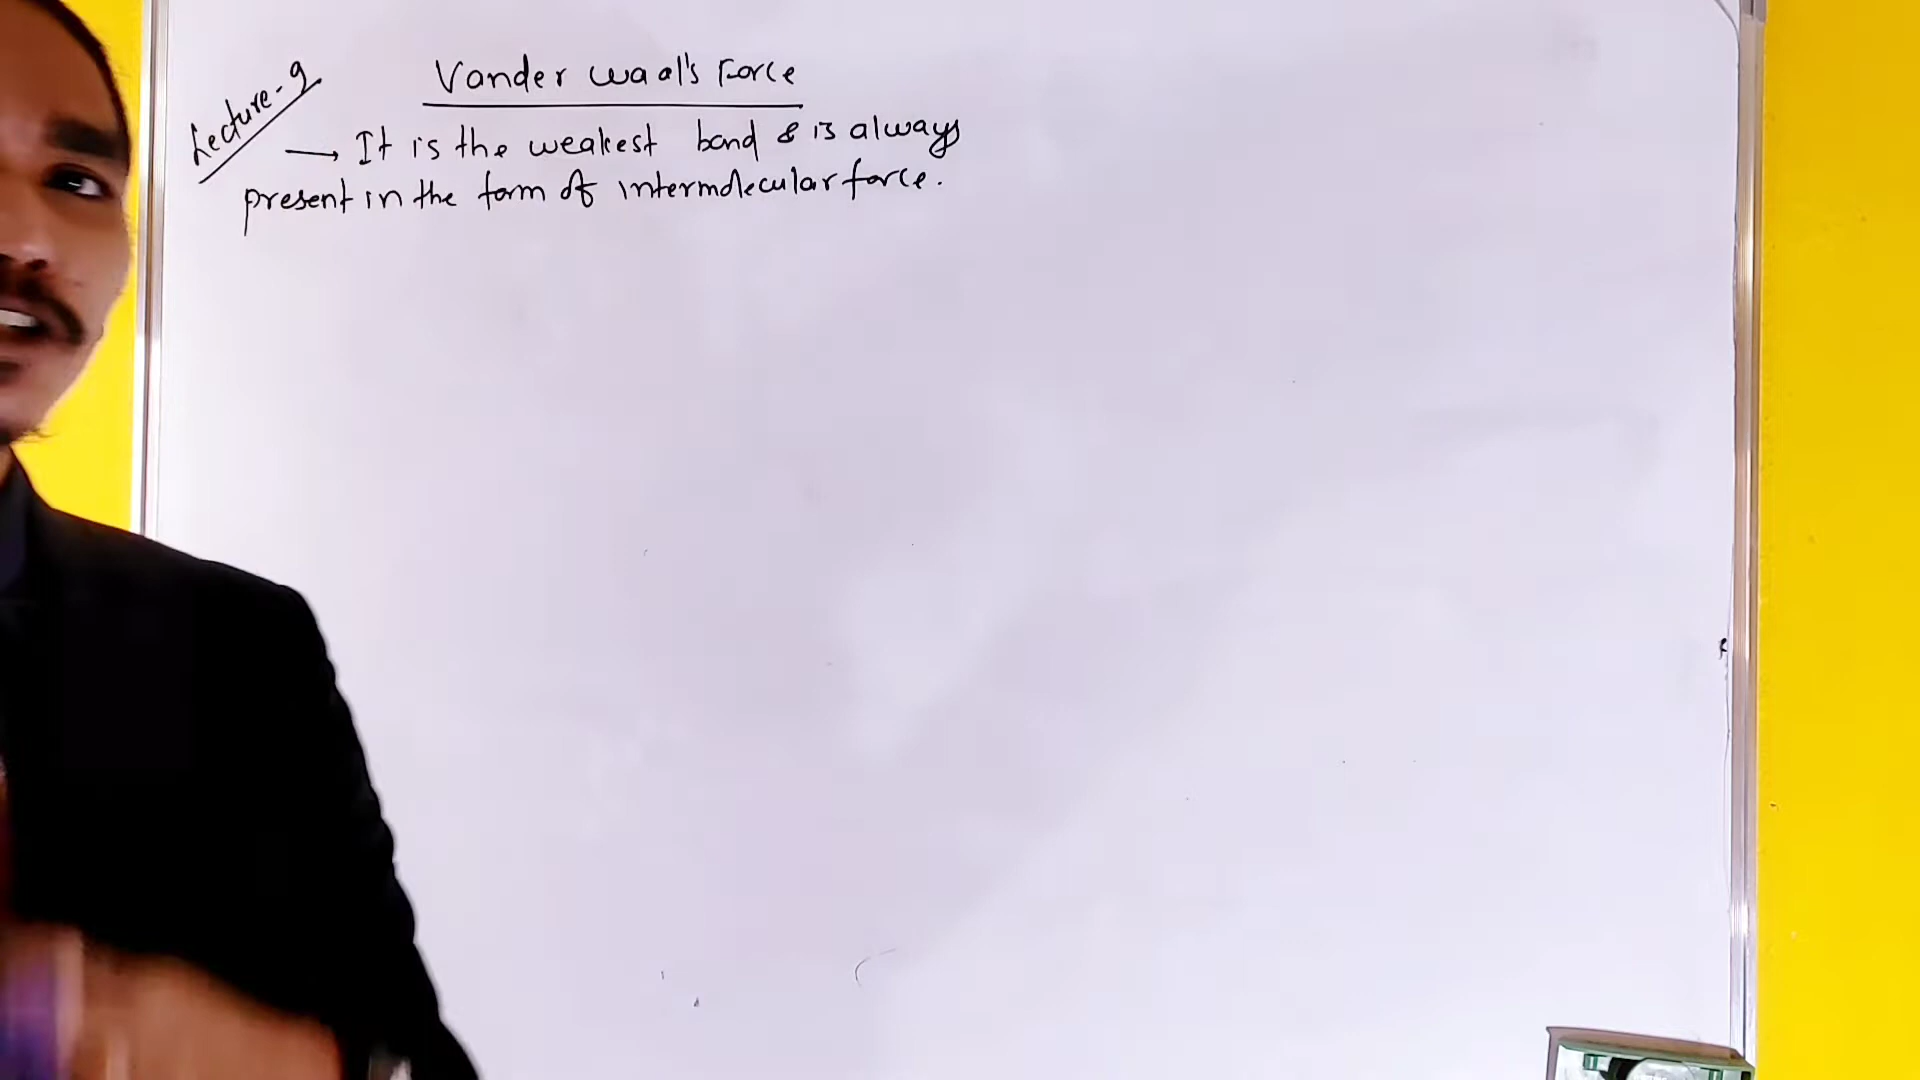 Lecture-9
Vander waal's Force
→ It is the weakest bond & is always
present in the form of intermolecular force.